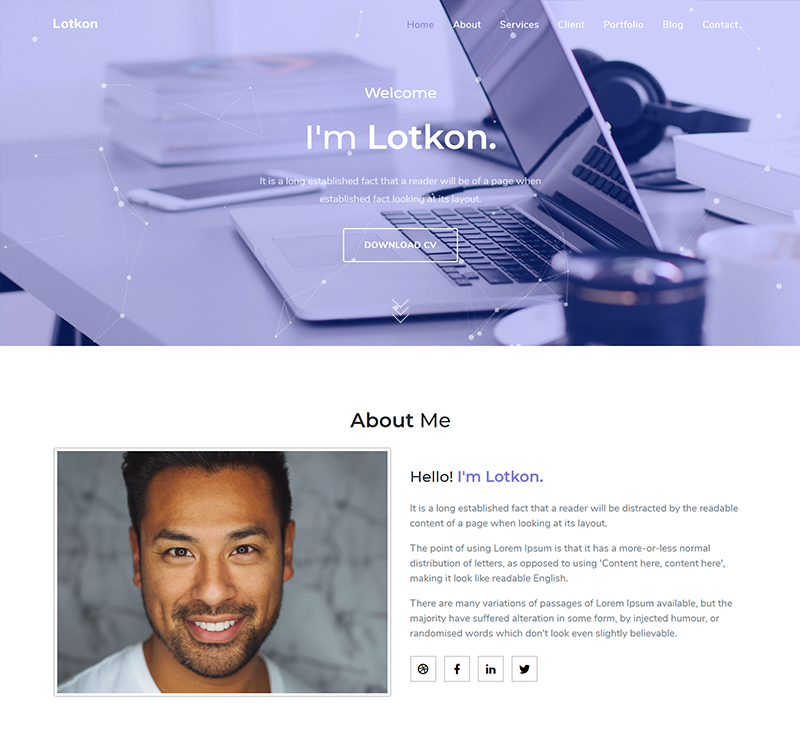 Lotkon
Home About Services Client Portfolio Blog Contact
Welcome
I'm Lotkon.
It is a long established fact that a reader will be of a page when
established fact looking at its layout.
DOWNLOAD CV
About Me
Hello! I'm Lotkon.
It is a long established fact that a reader will be distracted by the readable
content of a page when looking at its layout.
The point of using Lorem Ipsum is that it has a more-or-less normal
distribution of letters, as opposed to using 'Content here, content here',
making it look like readable English.
There are many variations of passages of Lorem Ipsum available, but the
majority have suffered alteration in some form, by injected humour, or
randomised words which don't look even slightly believable.